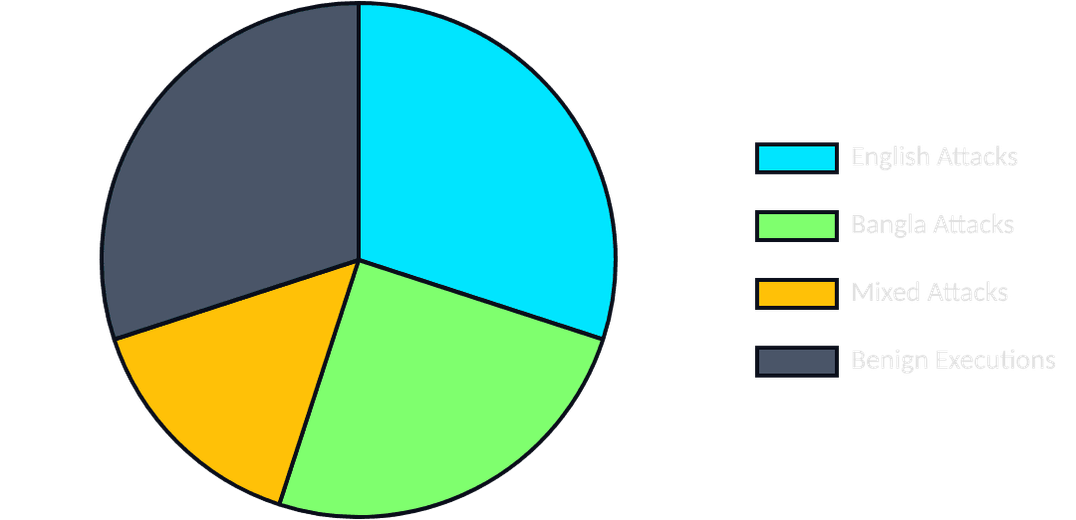 English Attacks
Bangla Attacks
Mixed Attacks
Benign Executions